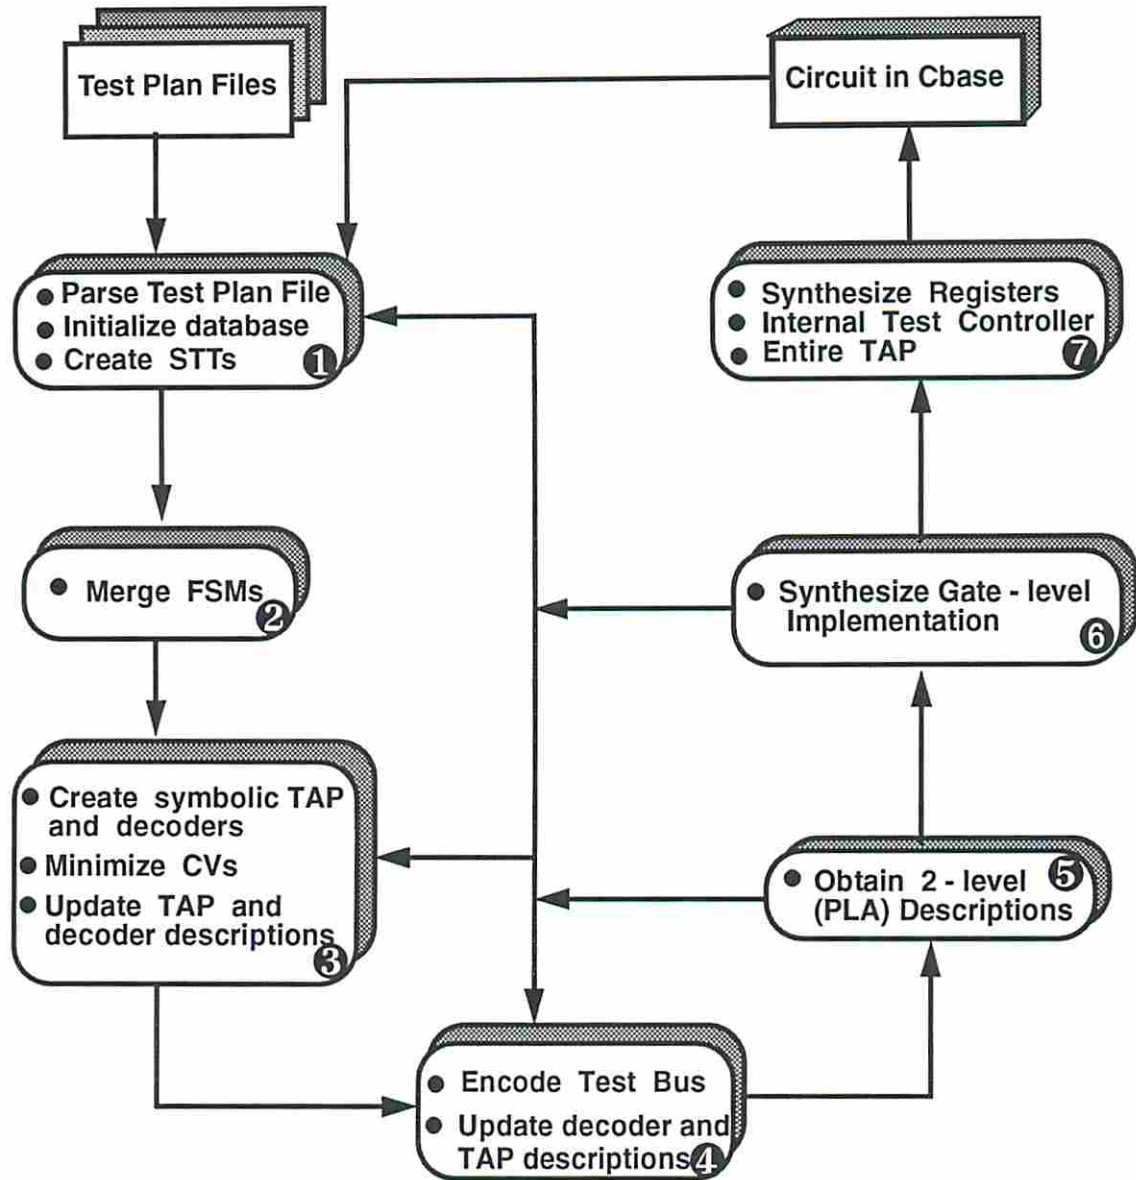 Test Plan Files
Circuit in Cbase
● Parse Test Plan File
● Initialize database
● Create STTs
1
● Synthesize Registers
● Internal Test Controller
● Entire TAP
7
● Merge FSMs
2
● Synthesize Gate - level
Implementation
6
● Create symbolic TAP
and decoders
● Minimize CVs
● Update TAP and
decoder descriptions
3
● Obtain 2 - level
(PLA) Descriptions
5
● Encode Test Bus
● Update decoder and
TAP descriptions
4